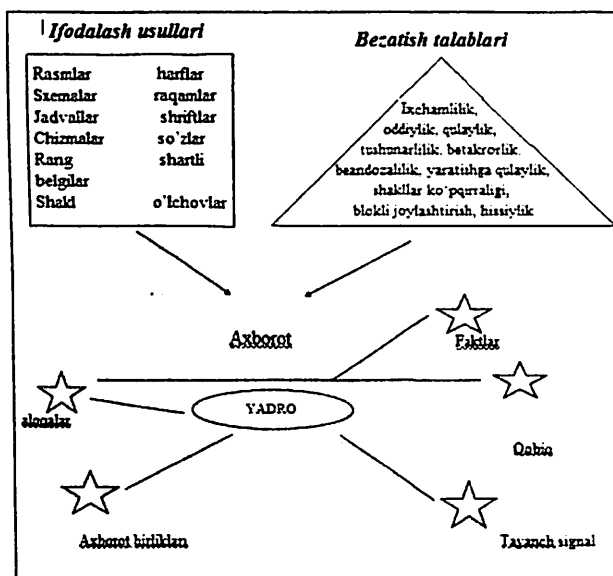 Ifodalash usullari
Bezatish talablari
Rasmlar harflar
Sxemalar raqamlar
Jadvallar shriftlar
Chizmalar so'zlar
Rang shartli
belgilar
Shakl o'lchovlar
Ixchamlilik,
oddiylik, qulaylik,
tushunarlilik, betakrorlik,
beandozalilik, yaratishga qulaylik,
shakllar ko'pqirraligi,
blokli joylashtirish, hissiylik
Axborot
Faktlar
YADRO
aloqalar
Qobiq
Axborot birliklari
Tayanch signal